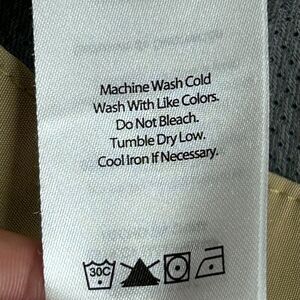 Machine Wash Cold
Wash With Like Colors.
Do Not Bleach.
Tumble Dry Low.
Cool Iron If Necessary.
30C